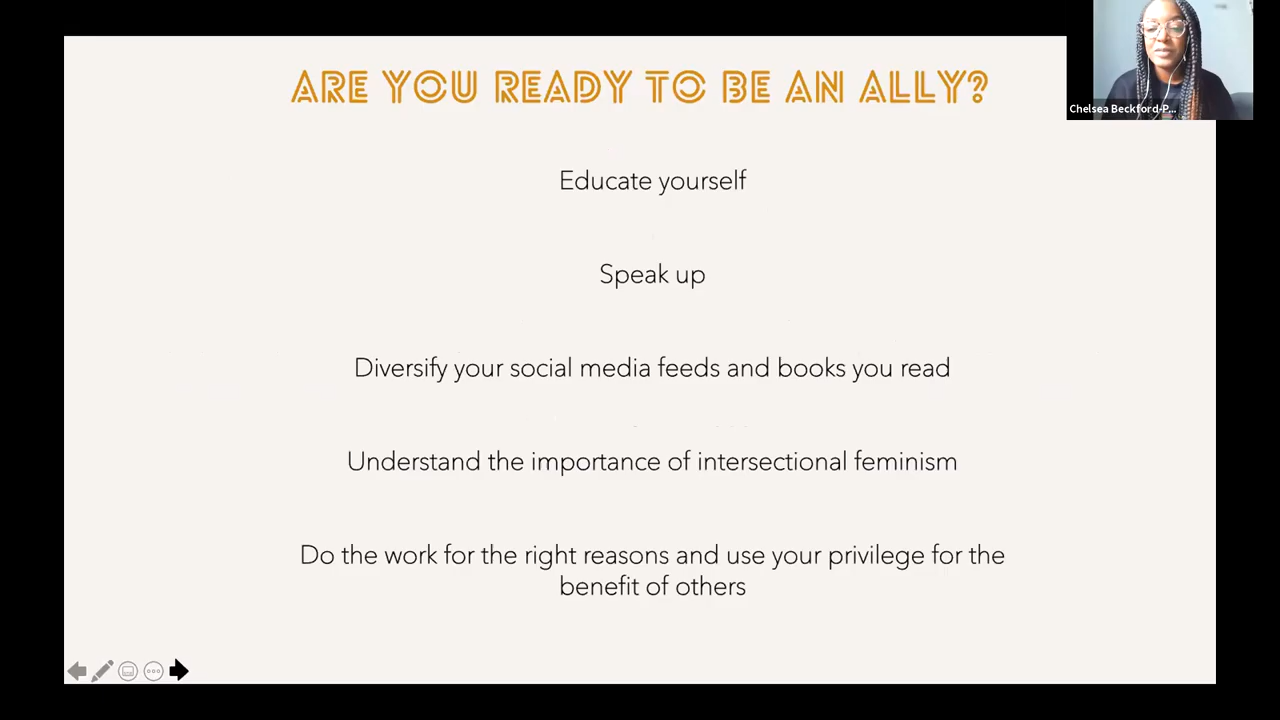 ARE YOU READY TO BE AN ALLY?
Chelsea Beckford-P...
Educate yourself
Speak up
Diversify your social media feeds and books you read
Understand the importance of intersectional feminism
Do the work for the right reasons and use your privilege for the
benefit of others